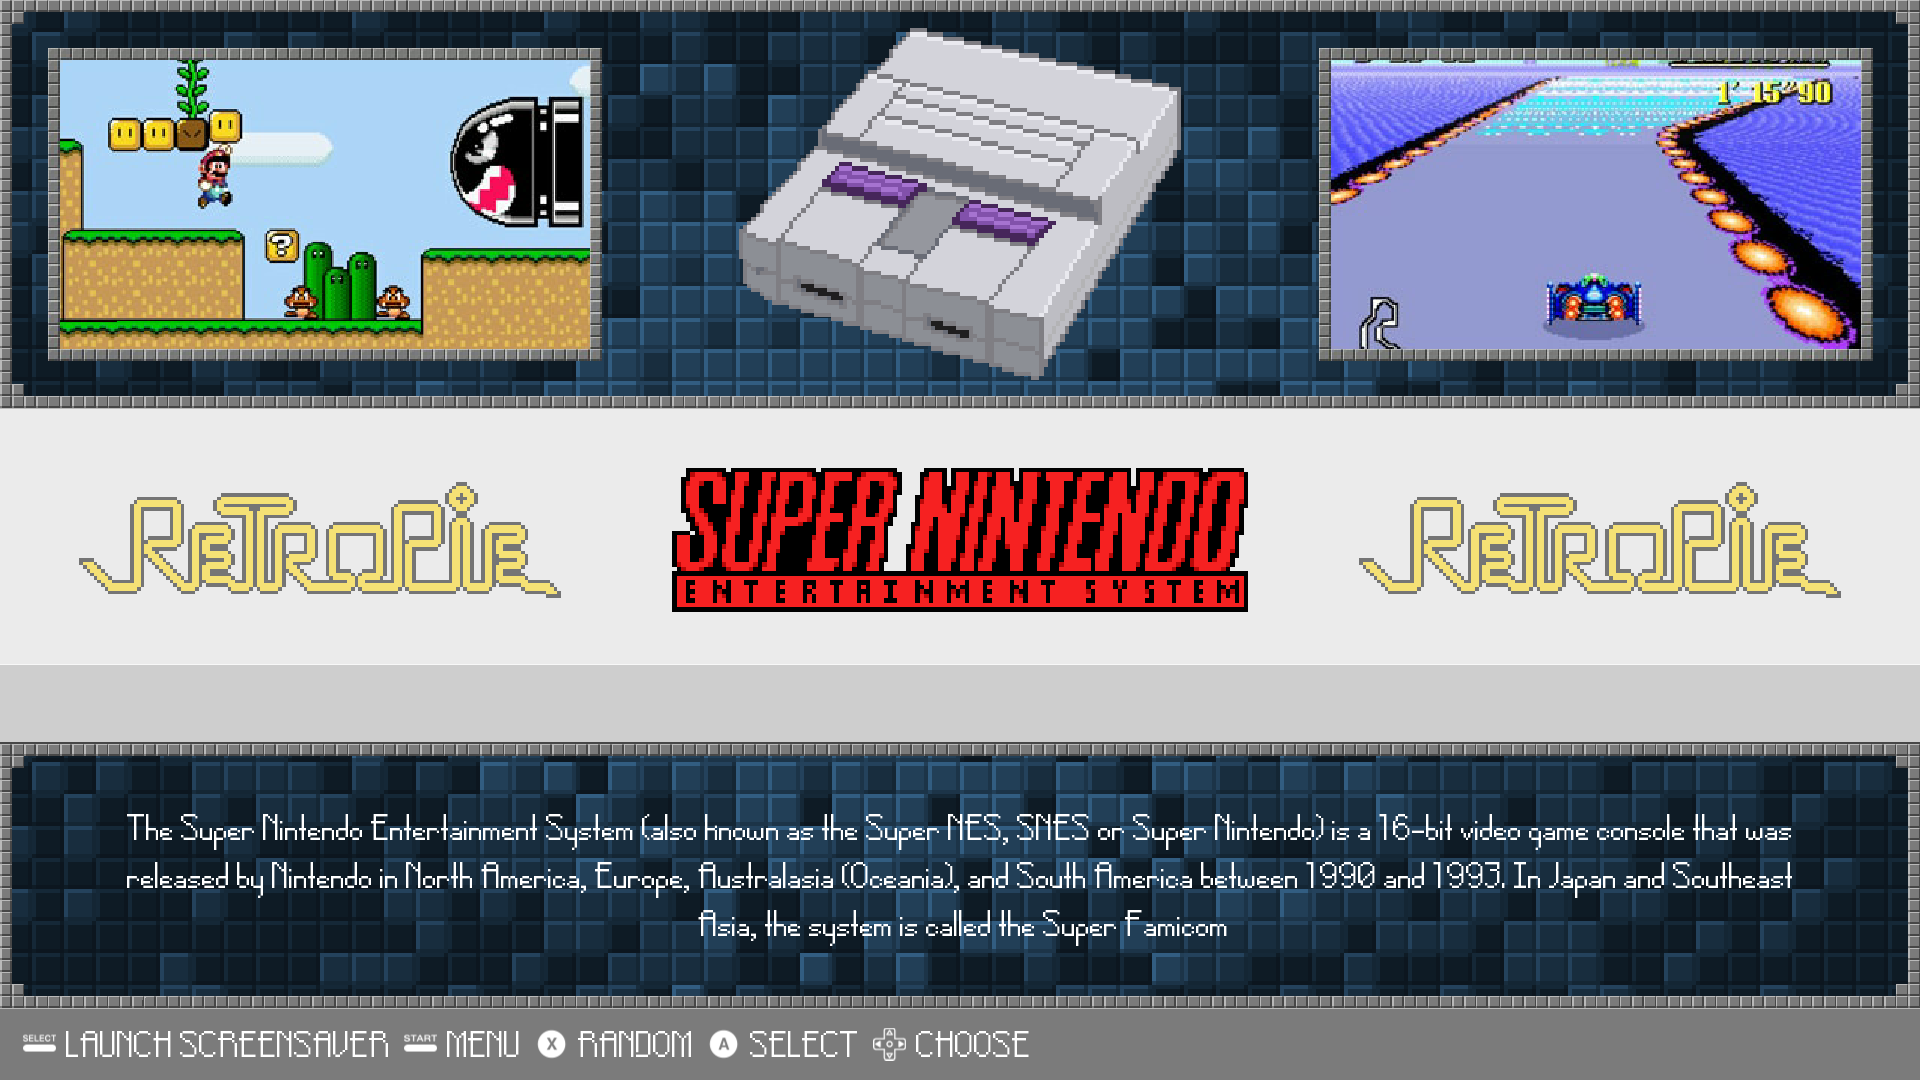 1'15"90
RETROPIE
SUPER NINTENDO
ENTERTAINMENT SYSTEM
RETROPIE
The Super Nintendo Entertainment System (also known as the Super NES, SNES or Super Nintendo) is a 16-bit video game console that was
released by Nintendo in North America, Europe, Australasia (Oceania), and South America between 1990 and 1993. In Japan and Southeast
Asia, the system is called the Super Famicom
SELECT LAUNCH SCREENSAVER START MENU X RANDOM A SELECT CHOOSE